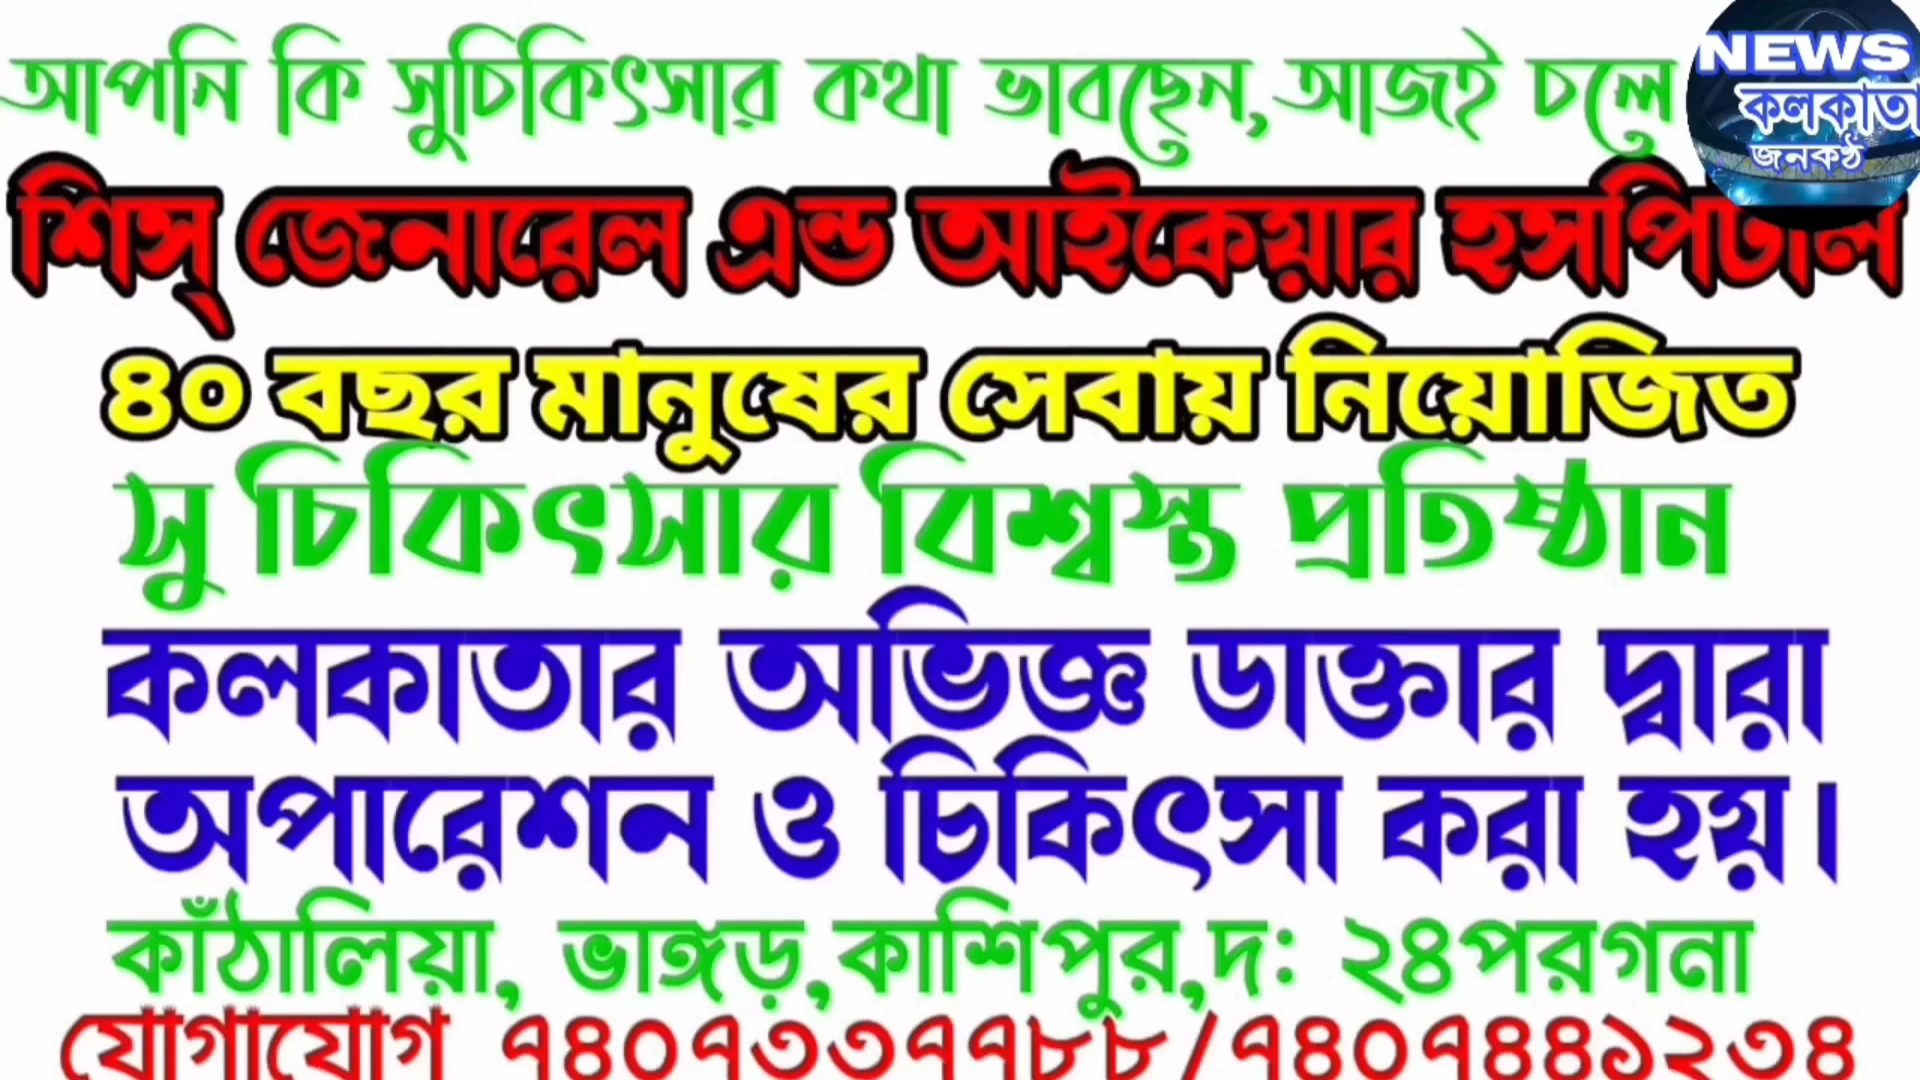 আপনি কি সুচিকিৎসার কথা ভাবছেন,আজই চলে
NEWS
কলকাতা
জনকন্ঠ
শিস্ জেনারেল এন্ড আইকেয়ার হসপিটাল
৪০ বছর মানুষের সেবায় নিয়োজিত
সু চিকিৎসার বিশ্বস্ত প্রতিষ্ঠান
কলকাতার অভিজ্ঞ ডাক্তার দ্বারা
অপারেশন ও চিকিৎসা করা হয়।
কাঁঠালিয়া, ভাঙ্গড়,কাশিপুর,দঃ ২৪পরগনা
যোগাযোগ ৭৪০৭৩৩৭৭৮৮/৭৪০৭৪৪১২৩৪